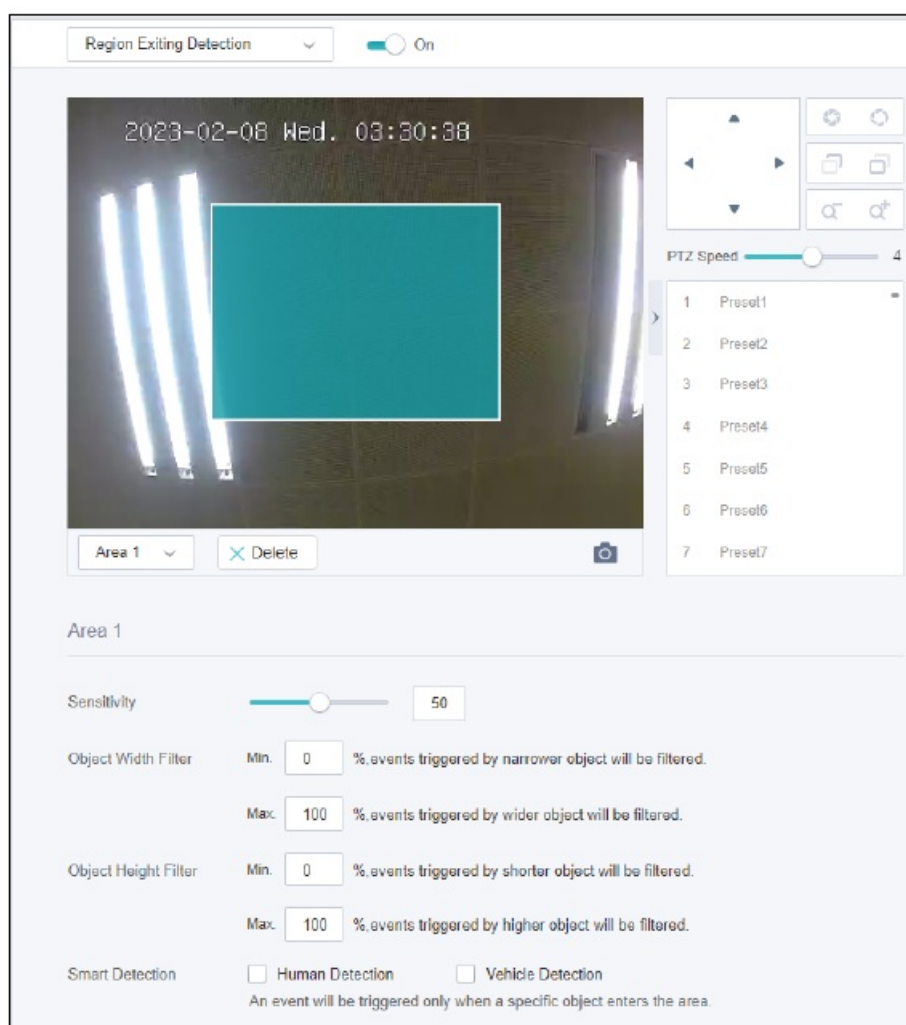 Region Exiting Detection
On
2023-02-08 Wed. 03:30:38
PTZ Speed 4
1 Preset1
2 Preset2
3 Preset3
4 Preset4
5 Preset5
6 Preset6
7 Preset7
Area 1
Delete
Area 1
Sensitivity 50
Object Width Filter Min. 0 %,events triggered by narrower object will be filtered.
Max. 100 %,events triggered by wider object will be filtered.
Object Height Filter Min. 0 %,events triggered by shorter object will be filtered.
Max. 100 %,events triggered by higher object will be filtered.
Smart Detection Human Detection Vehicle Detection
An event will be triggered only when a specific object enters the area.